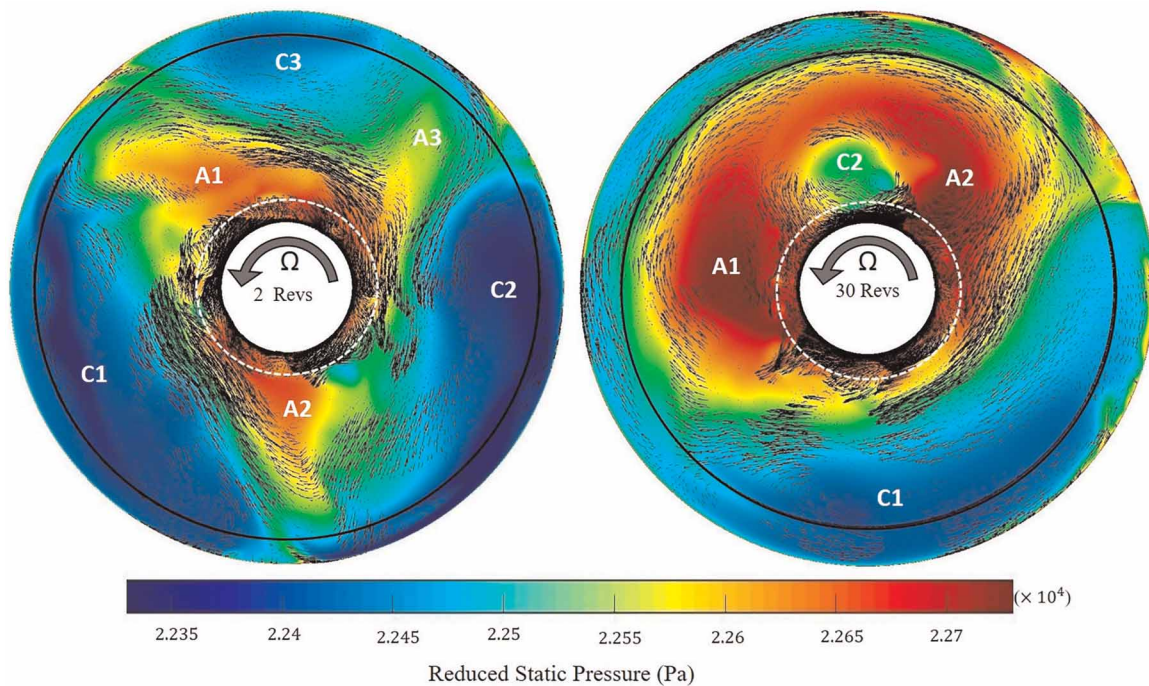 C3
A3
A1
Ω
2 Revs
C2
C1
A2
C2
A2
A1
Ω
30 Revs
C1
(× 10⁴)
2.235 2.24 2.245 2.25 2.255 2.26 2.265 2.27
Reduced Static Pressure (Pa)